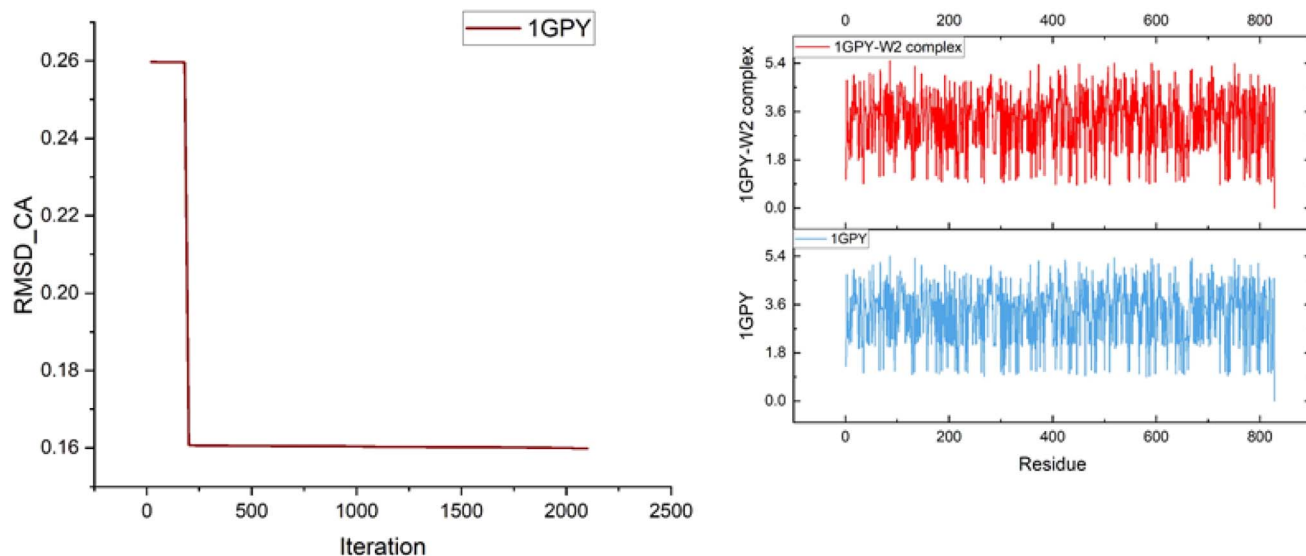 1GPY
RMSD_CA
0.26
0.24
0.22
0.20
0.18
0.16
0 500 1000 1500 2000 2500
Iteration
0 200 400 600 800
1GPY-W2 complex
1GPY-W2 complex
5.4
3.6
1.8
0.0
1GPY
1GPY
5.4
3.6
1.8
0.0
0 200 400 600 800
Residue